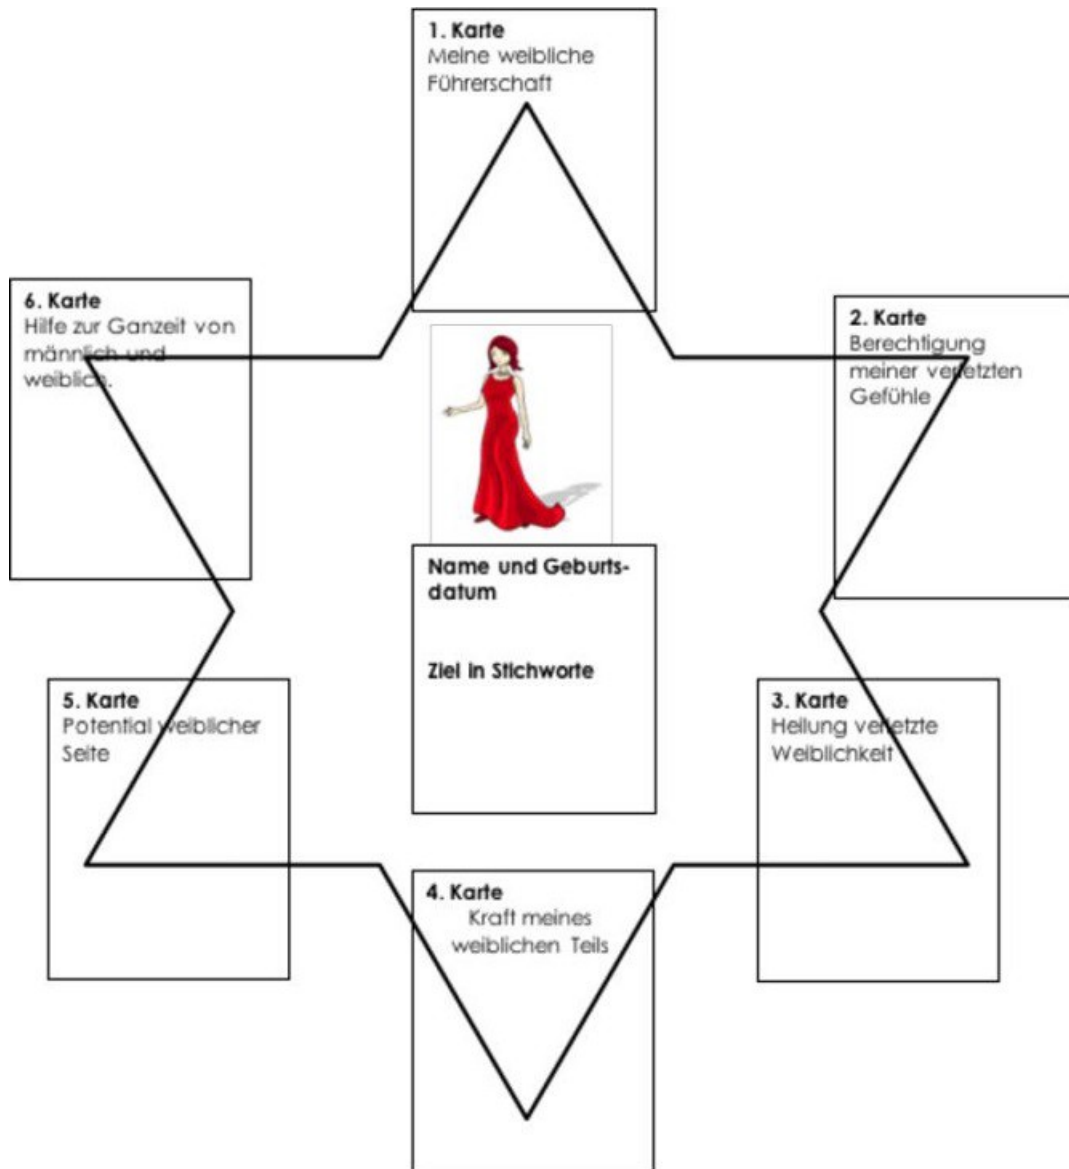 1. Karte
Meine weibliche
Führerschaft
6. Karte
Hilfe zur Ganzeit von
männlich und
weiblich.
2. Karte
Berechtigung
meiner verletzten
Gefühle
Name und Geburts-
datum
Ziel in Stichworte
5. Karte
Potential weiblicher
Seite
3. Karte
Heilung verletzte
Weiblichkeit
4. Karte
Kraft meines
weiblichen Teils